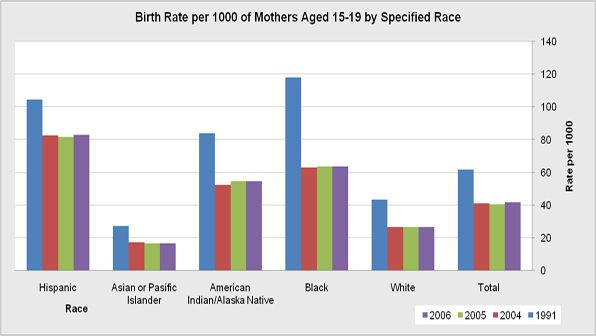 Birth Rate per 1000 of Mothers Aged 15-19 by Specified Race
140
120
100
80
60
40
20
0
Rate per 1000
Hispanic
Asian or Pasific
Islander
American
Indian/Alaska Native
Black
White
Total
Race
2006 2005 2004 1991